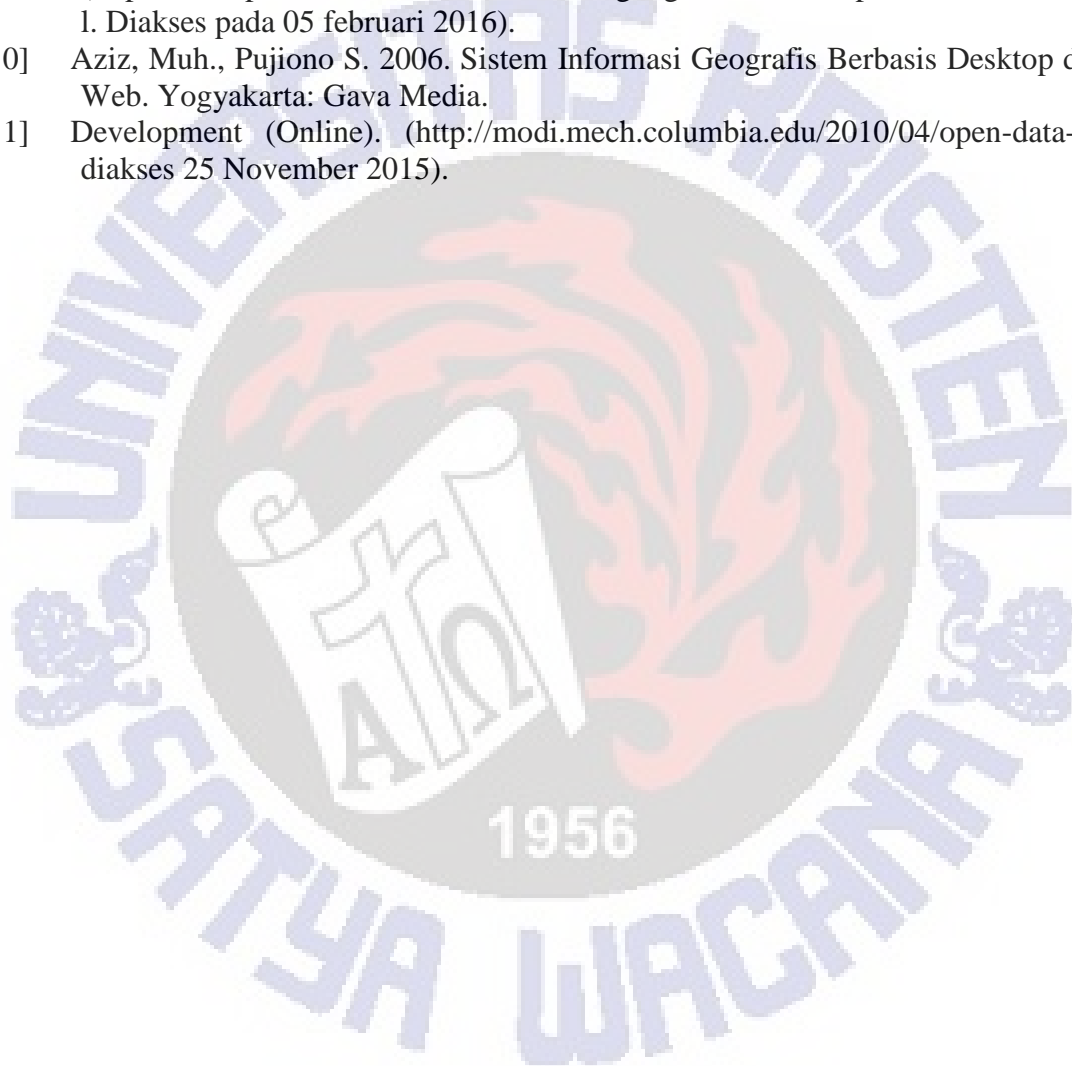 l. Diakses pada 05 februari 2016).
0] Aziz, Muh., Pujiono S. 2006. Sistem Informasi Geografis Berbasis Desktop d
Web. Yogyakarta: Gava Media.
1] Development (Online). (http://modi.mech.columbia.edu/2010/04/open-data-
diakses 25 November 2015).
UNIVERSITAS KRISTEN
SATYA WACANA
Α Ω
1956